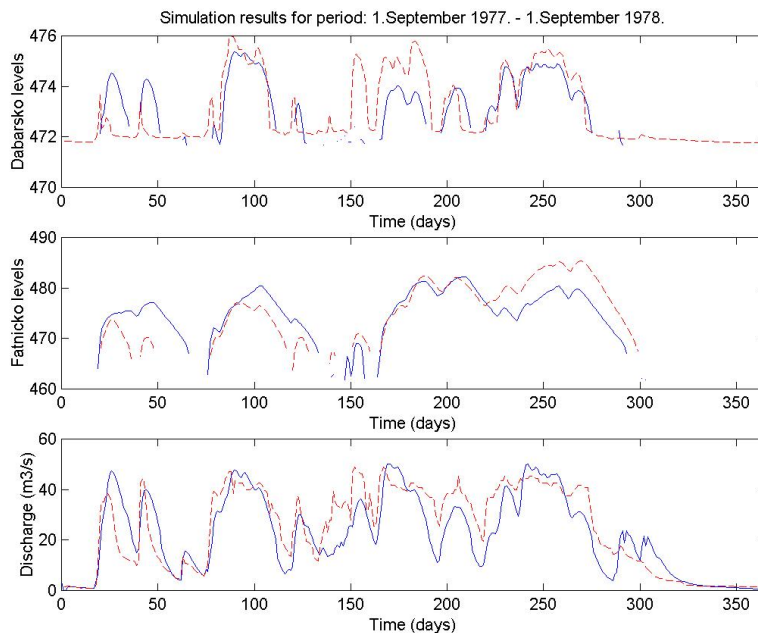 Simulation results for period: 1.September 1977. - 1.September 1978.
476
474
472
470
Dabarsko levels
0 50 100 150 200 250 300 350
Time (days)
490
480
470
460
Fatnicko levels
0 50 100 150 200 250 300 350
Time (days)
60
40
20
0
Discharge (m3/s)
0 50 100 150 200 250 300 350
Time (days)